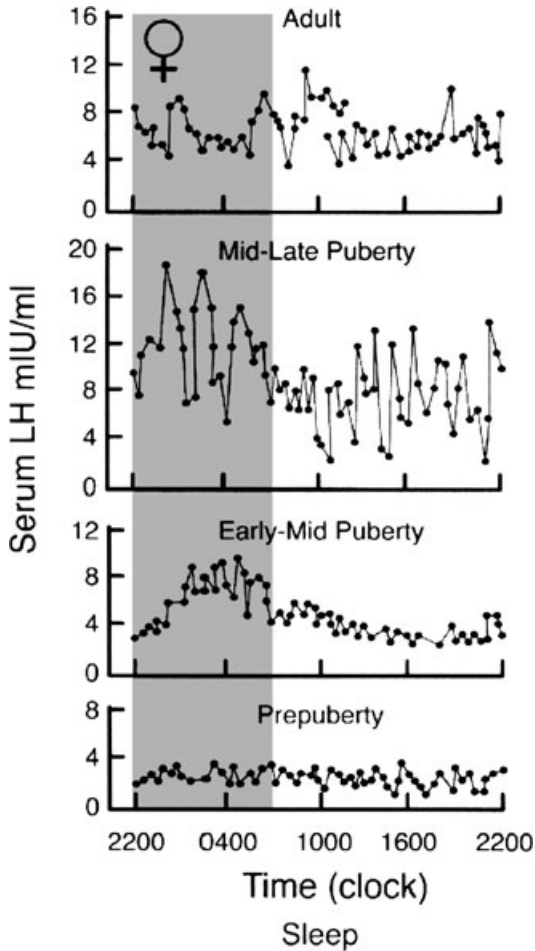 Adult
16
12
8
4
0
Mid-Late Puberty
20
16
12
8
4
0
Serum LH mIU/ml
Early-Mid Puberty
12
8
4
0
Prepuberty
8
4
0
2200 0400 1000 1600 2200
Time (clock)
Sleep